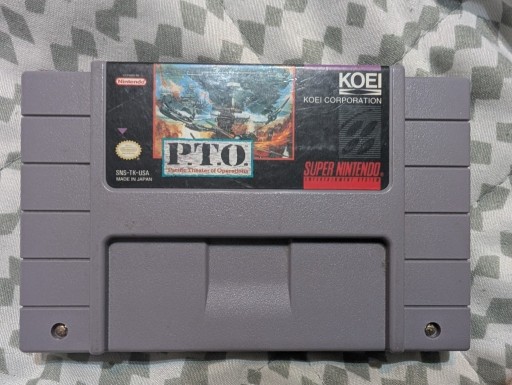 Nintendo
KOEI
KOEI CORPORATION
P.T.O.
Pacific Theater of Operations
SNS-TK-USA
MADE IN JAPAN
SUPER NINTENDO
ENTERTAINMENT SYSTEM